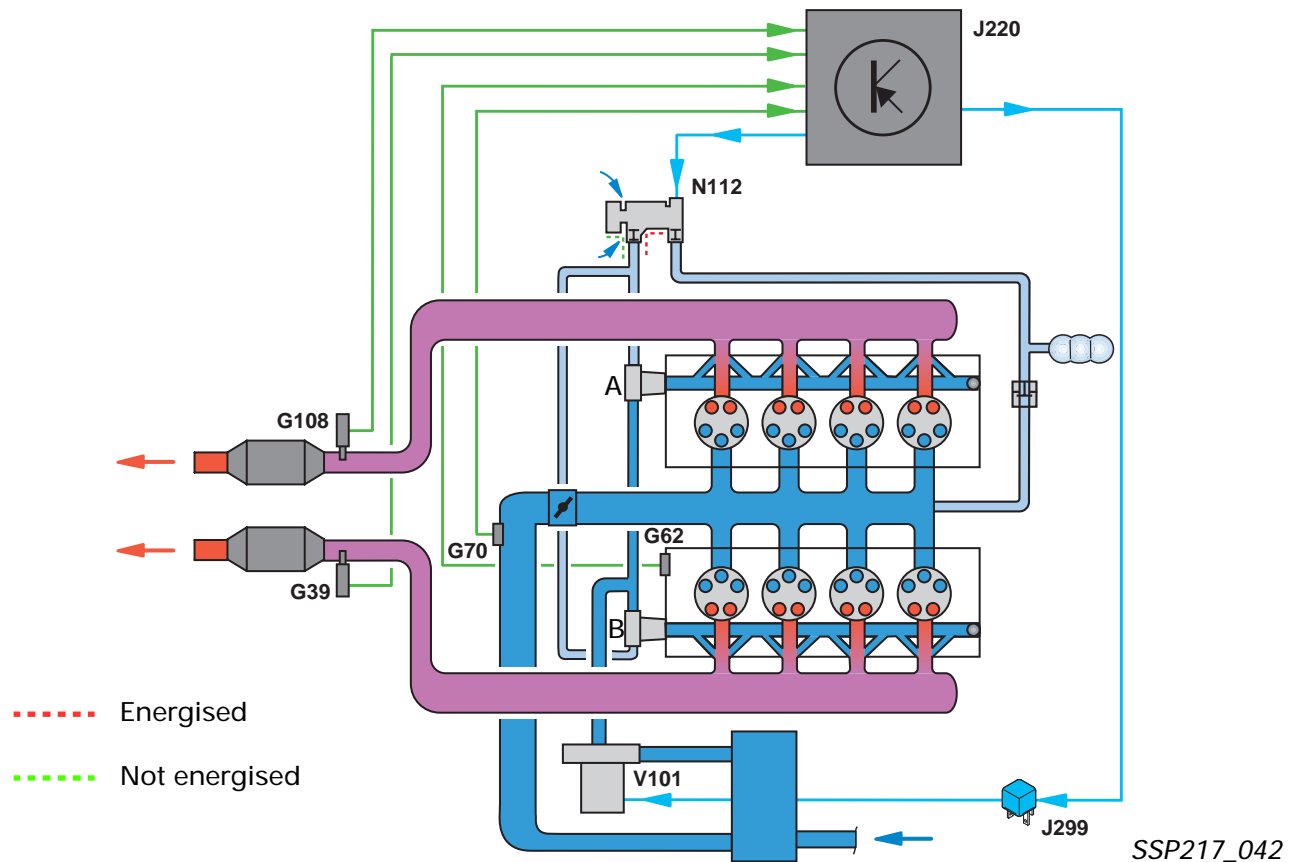 J220
N112
A
G108
G70
G62
G39
B
Energised
Not energised
V101
J299
SSP217_042